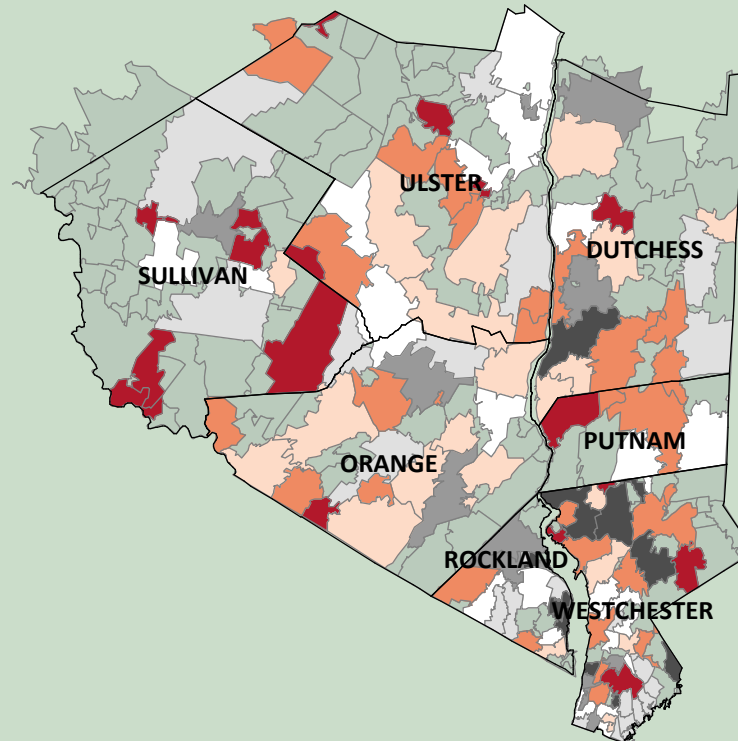 ULSTER
DUTCHESS
SULLIVAN
PUTNAM
ORANGE
ROCKLAND
WESTCHESTER